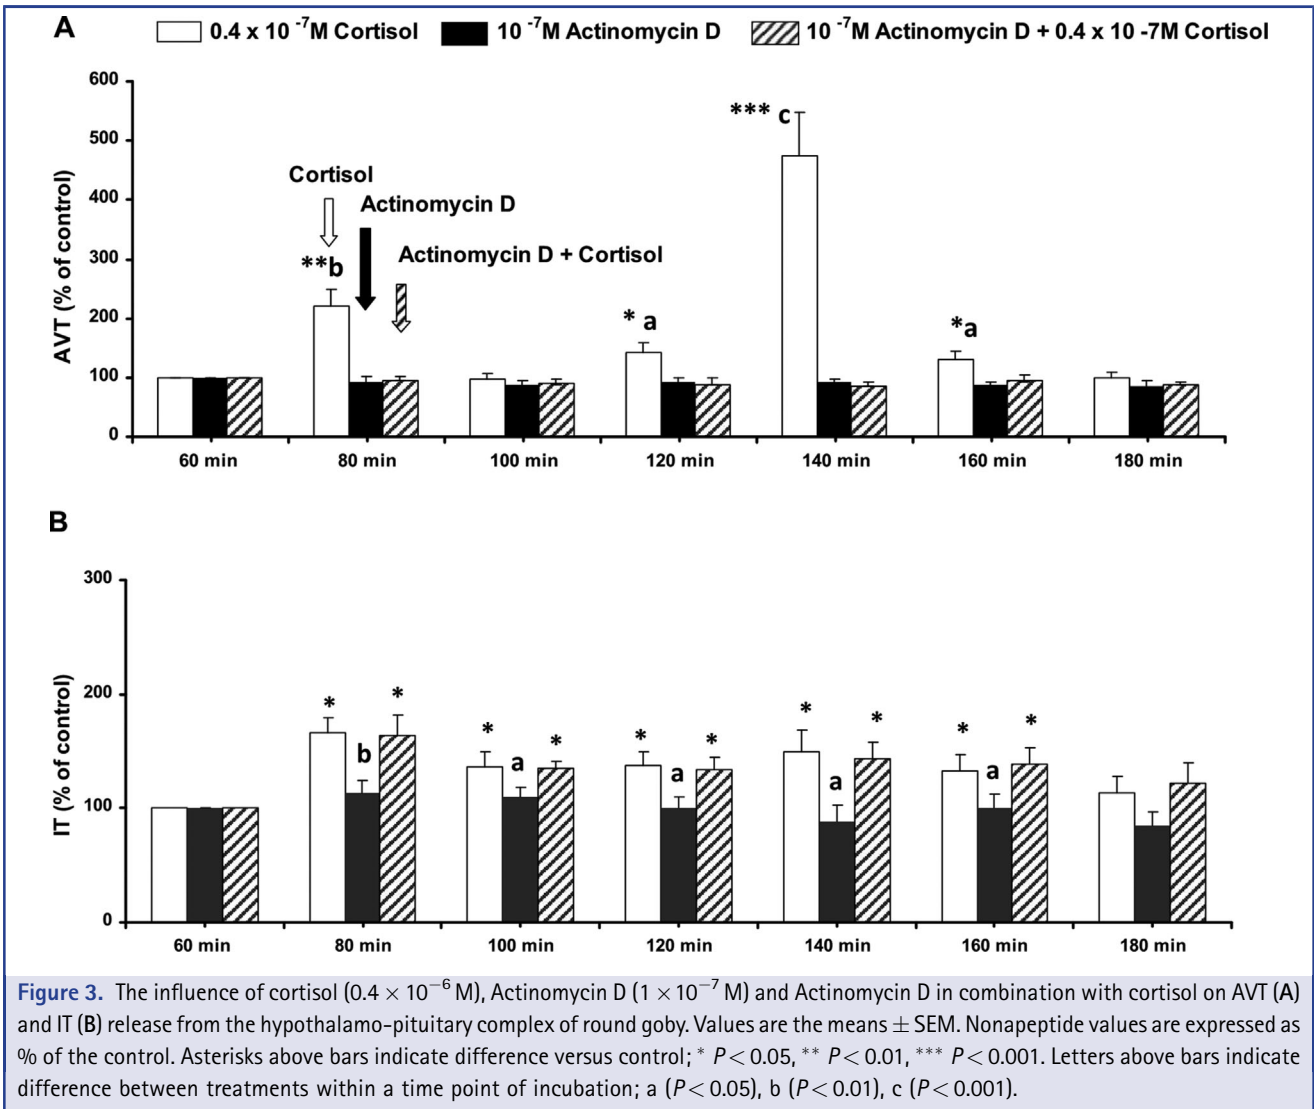 A
0.4 x 10 -7M Cortisol 10 -7M Actinomycin D 10 -7M Actinomycin D + 0.4 x 10 -7M Cortisol
600
500
400
300
200
100
0
AVT (% of control)
*** c
Cortisol
Actinomycin D
**b
Actinomycin D + Cortisol
* a
*a
60 min 80 min 100 min 120 min 140 min 160 min 180 min
B
300
200
100
0
IT (% of control)
* b *
* a *
* a *
* a *
* a *
60 min 80 min 100 min 120 min 140 min 160 min 180 min
Figure 3. The influence of cortisol (0.4 × 10⁻⁶ M), Actinomycin D (1 × 10⁻⁷ M) and Actinomycin D in combination with cortisol on AVT (A)
and IT (B) release from the hypothalamo-pituitary complex of round goby. Values are the means ± SEM. Nonapeptide values are expressed as
% of the control. Asterisks above bars indicate difference versus control; * P < 0.05, ** P < 0.01, *** P < 0.001. Letters above bars indicate
difference between treatments within a time point of incubation; a (P < 0.05), b (P < 0.01), c (P < 0.001).